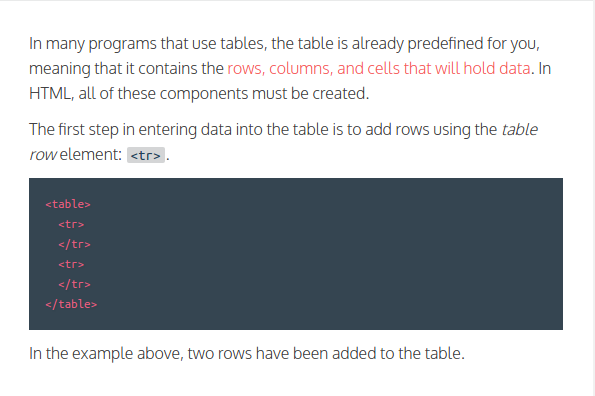 In many programs that use tables, the table is already predefined for you,
meaning that it contains the rows, columns, and cells that will hold data. In
HTML, all of these components must be created.
The first step in entering data into the table is to add rows using the table
row element: <tr> .
<table>
<tr>
</tr>
<tr>
</tr>
</table>
In the example above, two rows have been added to the table.